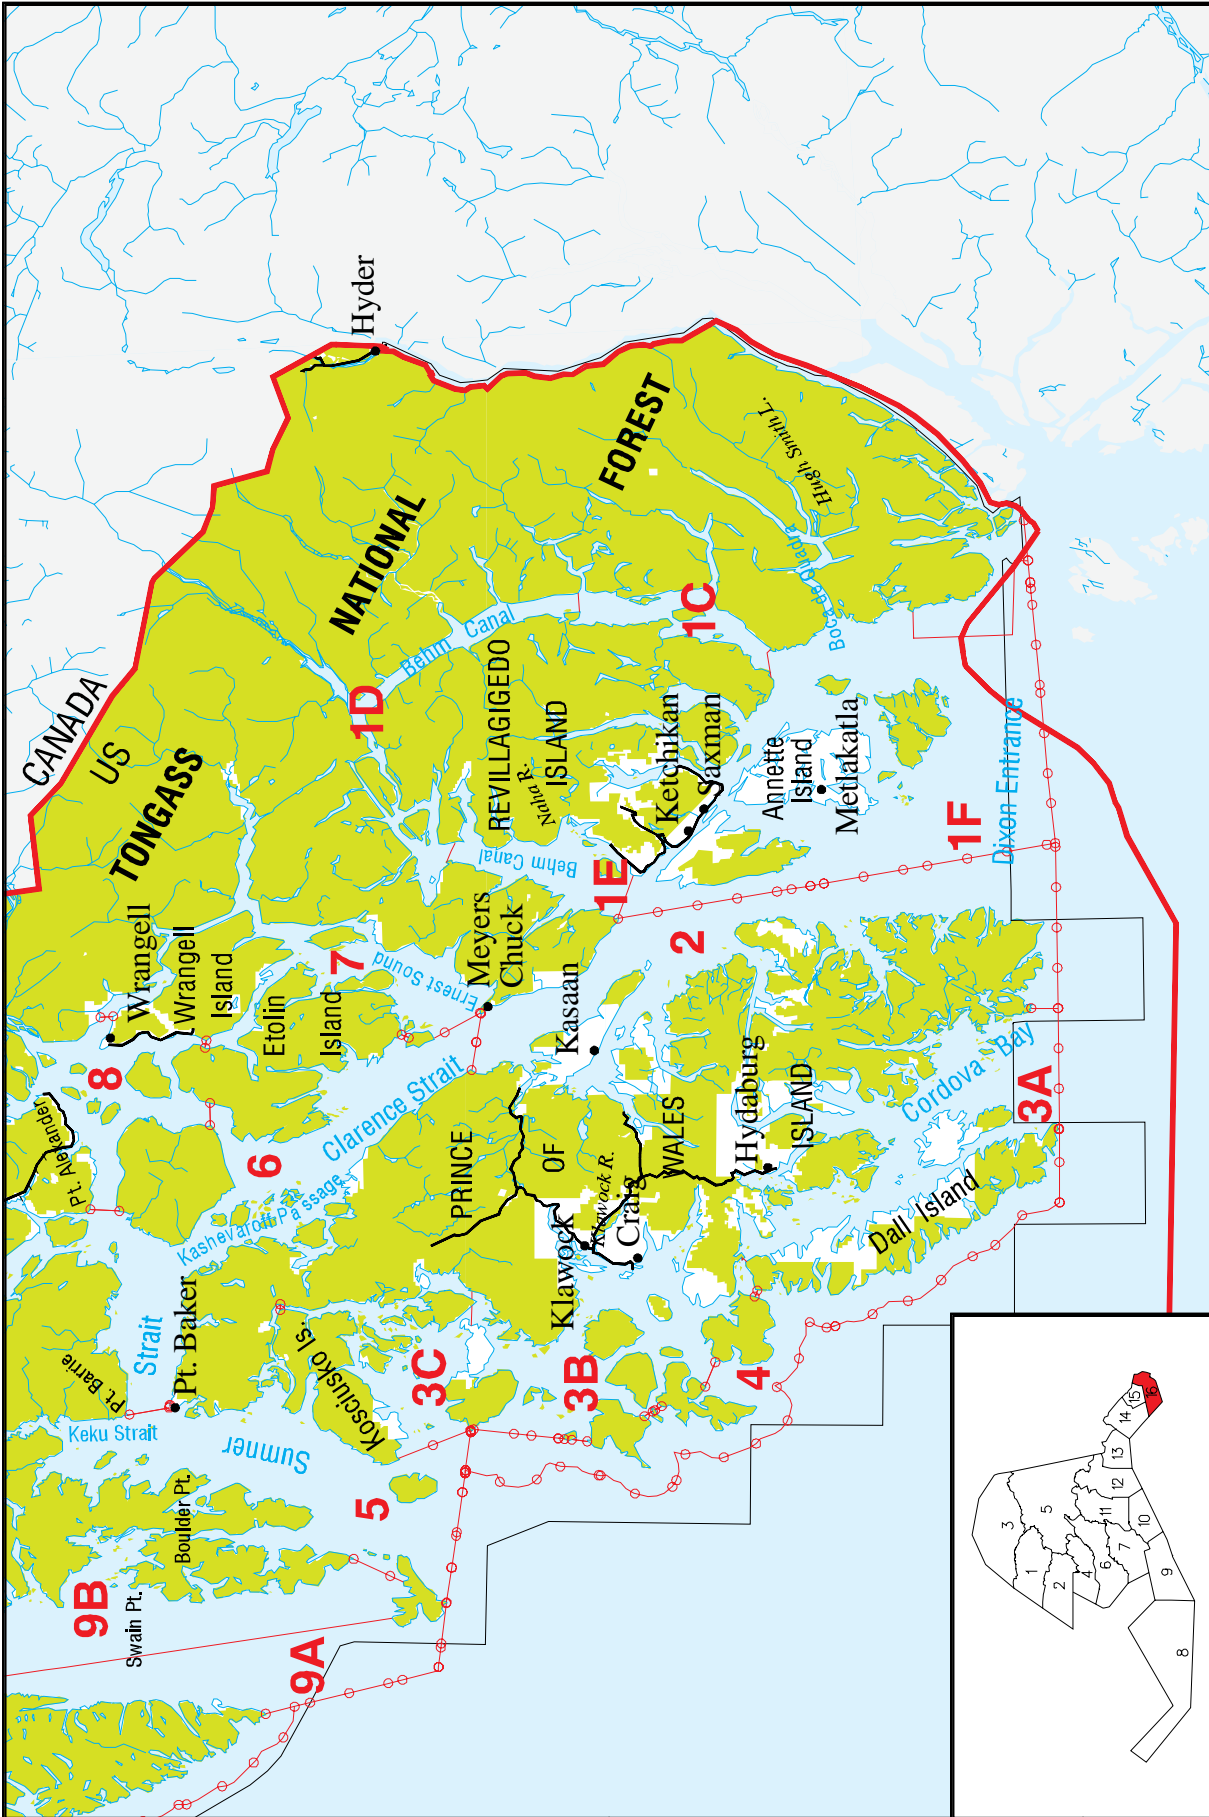 CANADA
US
TONGASS
NATIONAL
FOREST
Hyder
Hugh Smith L.
Boca de Quadra
1C
1D
Behm Canal
REVILLAGIGEDO
ISLAND
Naha R.
Behm Canal
Ketchikan
Saxman
1E
Annette
Island
Metlakatla
Dixon Entrance
1F
2
Wrangell
Wrangell
Island
Etolin
Island
7
Ernest Sound
Meyers
Chuck
Kasaan
8
Pt. Alexander
6
Clarence Strait
Kashevarof Passage
PRINCE
OF
WALES
ISLAND
Hydaburg
Klawock
Klawock R.
Craig
Cordova Bay
3A
Dall Island
Pt. Barrie
Strait
Pt. Baker
Keku Strait
Sumner
Kosciusko Is.
3C
3B
4
5
Boulder Pt.
9B
Swain Pt.
9A
1
2
3
4
5
6
7
8
9
10
11
12
13
14
15
16